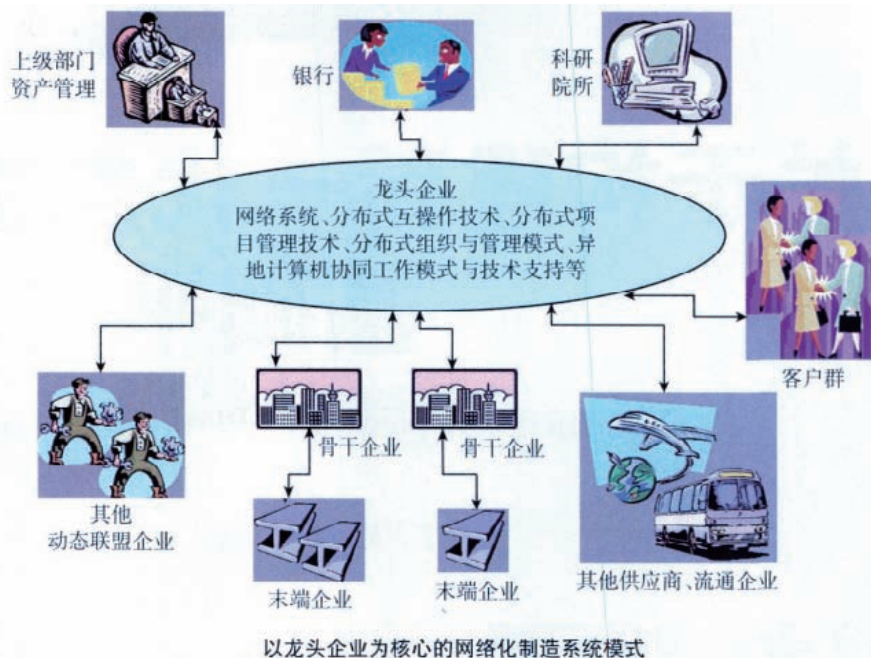 上级部门
资产管理
银行
科研
院所
龙头企业
网络系统、分布式互操作技术、分布式项
目管理技术、分布式组织与管理模式、异
地计算机协同工作模式与技术支持等
客户群
骨干企业
骨干企业
其他
动态联盟企业
末端企业
末端企业
其他供应商、流通企业
以龙头企业为核心的网络化制造系统模式